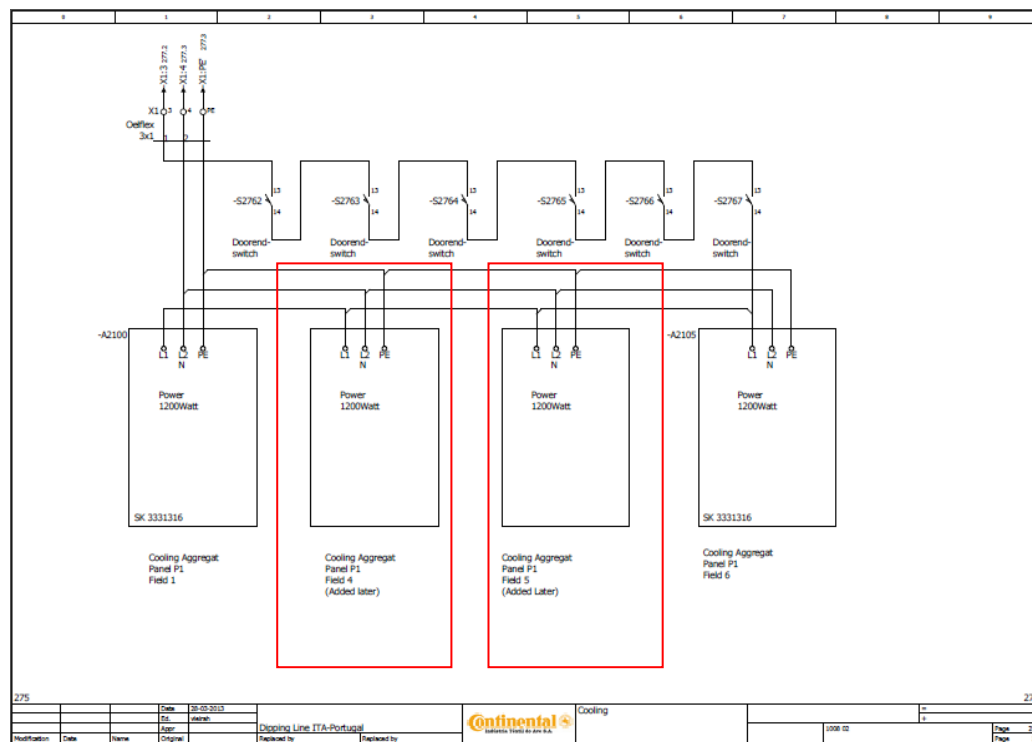 0 1 2 3 4 5 6 7 8 9
X1:3 277.2
X1:4 277.3
X1:PE 277.3
X1 3 4 PE
Oelflex
3x1 1 2
-S2762 13 14
-S2763 13 14
-S2764 13 14
-S2765 13 14
-S2766 13 14
-S2767 13 14
Doorend-
switch
Doorend-
switch
Doorend-
switch
Doorend-
switch
Doorend-
switch
Doorend-
switch
-A2100
L1 L2 PE
N
Power
1200Watt
SK 3331316
Cooling Aggregat
Panel P1
Field 1
L1 L2 PE
N
Power
1200Watt
Cooling Aggregat
Panel P1
Field 4
(Added later)
L1 L2 PE
N
Power
1200Watt
Cooling Aggregat
Panel P1
Field 5
(Added Later)
-A2105
L1 L2 PE
N
Power
1200Watt
SK 3331316
Cooling Aggregat
Panel P1
Field 6
275
Date 28-03-2013
Ed.
Appr
Modification Date Name Original
Dipping Line ITA-Portugal
Replaced by Replaced by
Continental
Indústria Têxtil do Ave S.A.
Cooling
=
+
1008 02
Page
Page